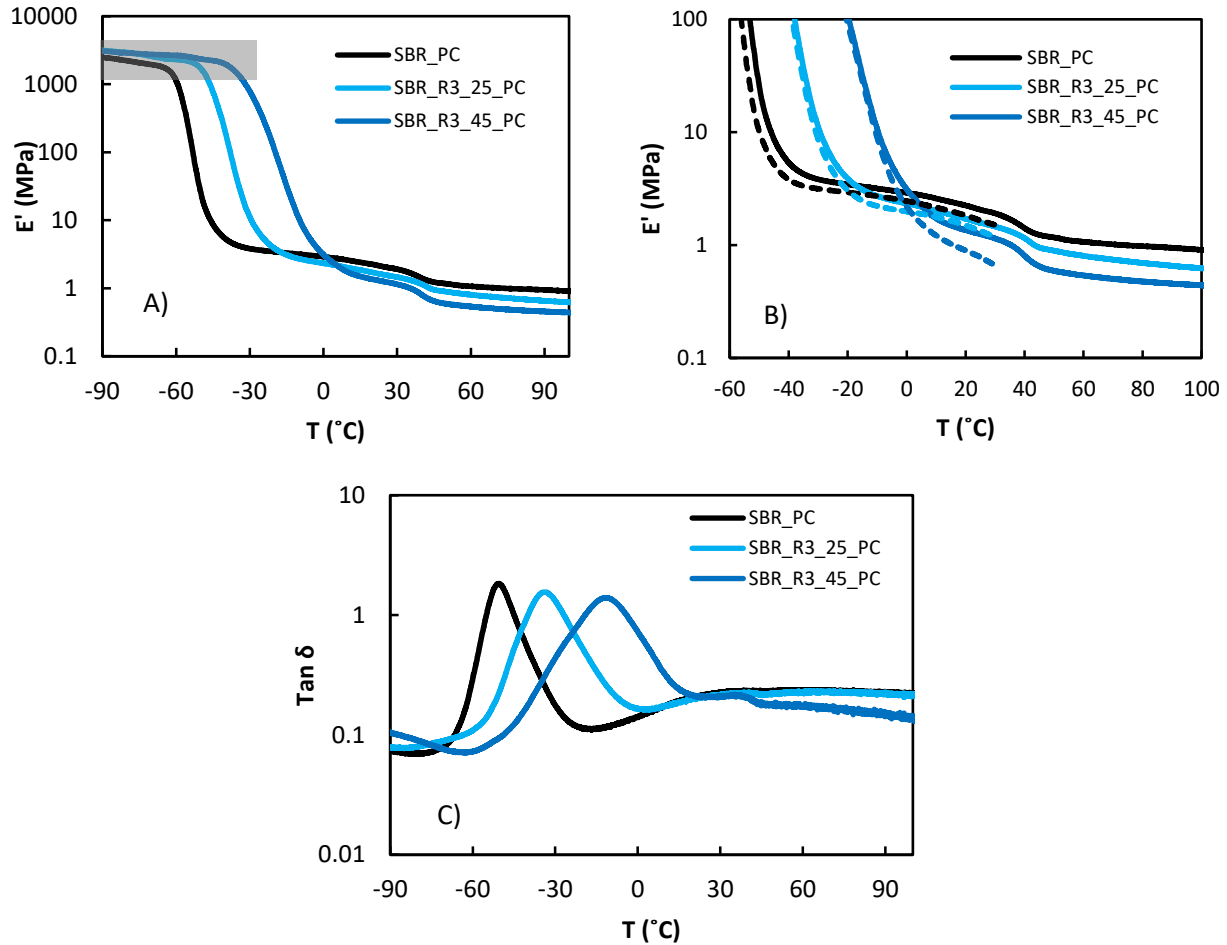 10000
1000
100
10
1
0.1
E' (MPa)
SBR_PC
SBR_R3_25_PC
SBR_R3_45_PC
A)
-90
-60
-30
0
30
60
90
T (˚C)
100
10
1
0.1
E' (MPa)
SBR_PC
SBR_R3_25_PC
SBR_R3_45_PC
B)
-60
-40
-20
0
20
40
60
80
100
T (˚C)
10
1
0.1
0.01
Tan δ
SBR_PC
SBR_R3_25_PC
SBR_R3_45_PC
C)
-90
-60
-30
0
30
60
90
T (˚C)